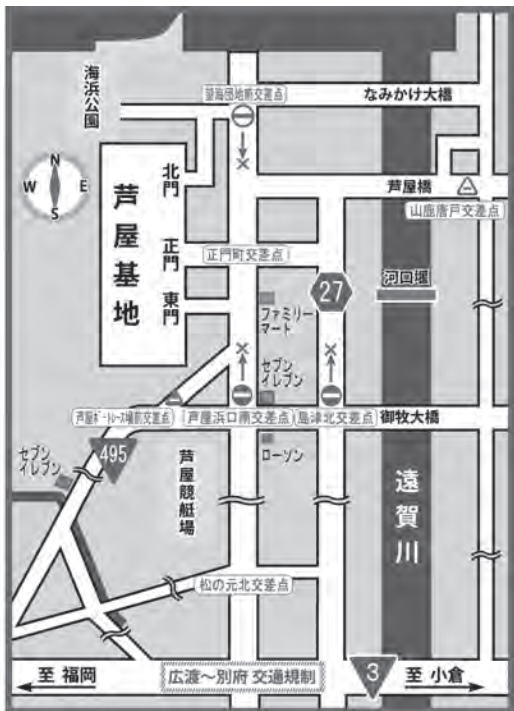 海浜公園
望海団地前交差点
なみかけ大橋
N
W E
S
北門
芦屋橋
山鹿唐戸交差点
芦屋基地
正門
正門町交差点
東門
27
河口堰
ファミリー
マート
セブン
イレブン
芦屋ボートレース場前交差点
芦屋浜口南交差点
島津北交差点
御牧大橋
495
セブン
イレブン
芦屋競艇場
ローソン
遠賀川
松の元北交差点
至 福岡
広渡～別府 交通規制
3
至 小倉